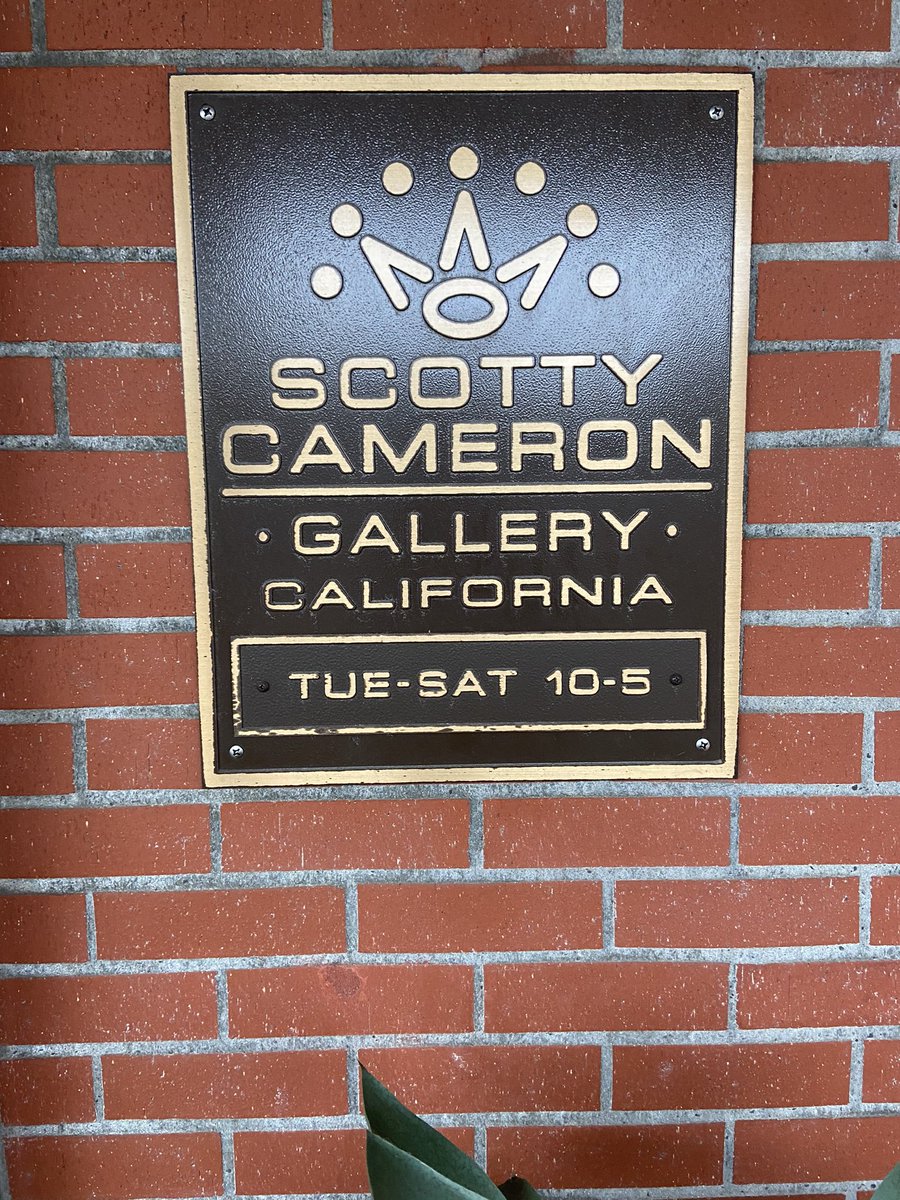 SCOTTY
CAMERON
• GALLERY •
CALIFORNIA
TUE-SAT 10-5